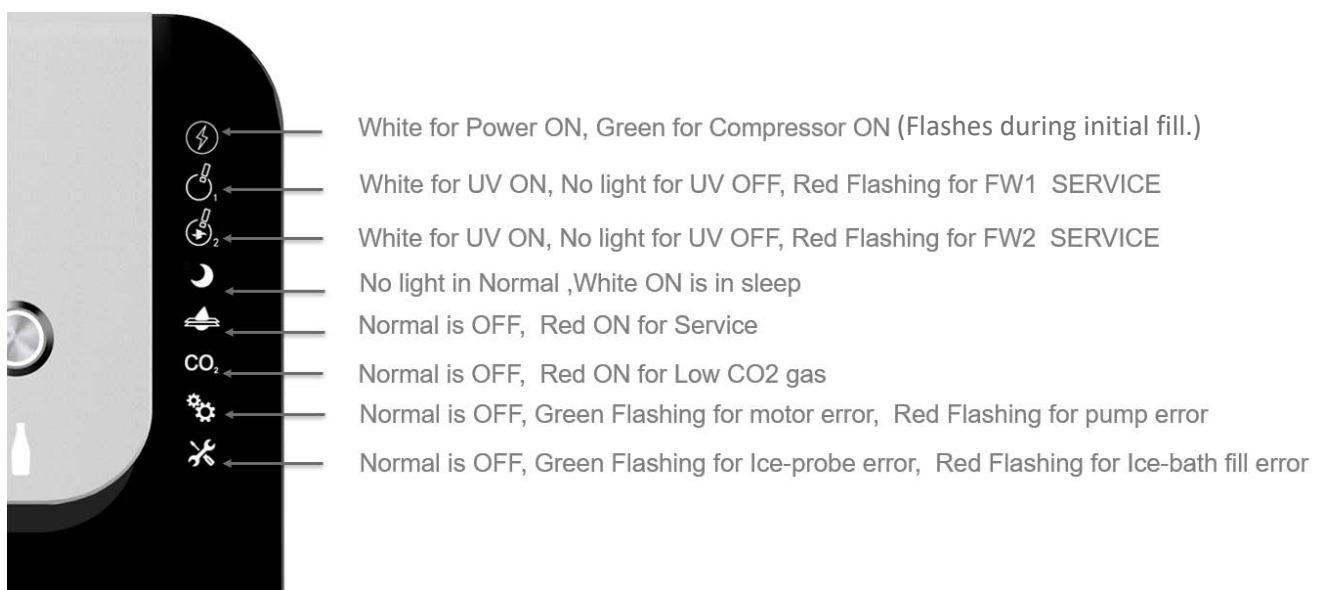 White for Power ON, Green for Compressor ON (Flashes during initial fill.)
1 White for UV ON, No light for UV OFF, Red Flashing for FW1 SERVICE
2 White for UV ON, No light for UV OFF, Red Flashing for FW2 SERVICE
No light in Normal ,White ON is in sleep
Normal is OFF, Red ON for Service
CO₂ Normal is OFF, Red ON for Low CO2 gas
Normal is OFF, Green Flashing for motor error, Red Flashing for pump error
Normal is OFF, Green Flashing for Ice-probe error, Red Flashing for Ice-bath fill error